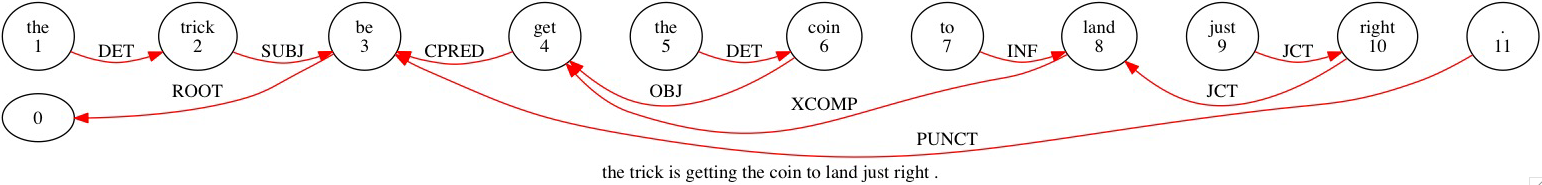 the trick be get the coin to land just right .
1 2 3 4 5 6 7 8 9 10 11
DET SUBJ CPRED DET INF JCT
ROOT OBJ JCT
XCOMP
0
PUNCT
the trick is getting the coin to land just right .